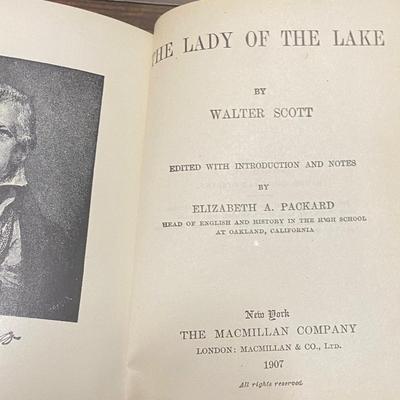 THE LADY OF THE LAKE
BY
WALTER SCOTT
EDITED WITH INTRODUCTION AND NOTES
BY
ELIZABETH A. PACKARD
HEAD OF ENGLISH AND HISTORY IN THE HIGH SCHOOL
AT OAKLAND, CALIFORNIA
New York
THE MACMILLAN COMPANY
LONDON: MACMILLAN & CO., LTD.
1907
All rights reserved